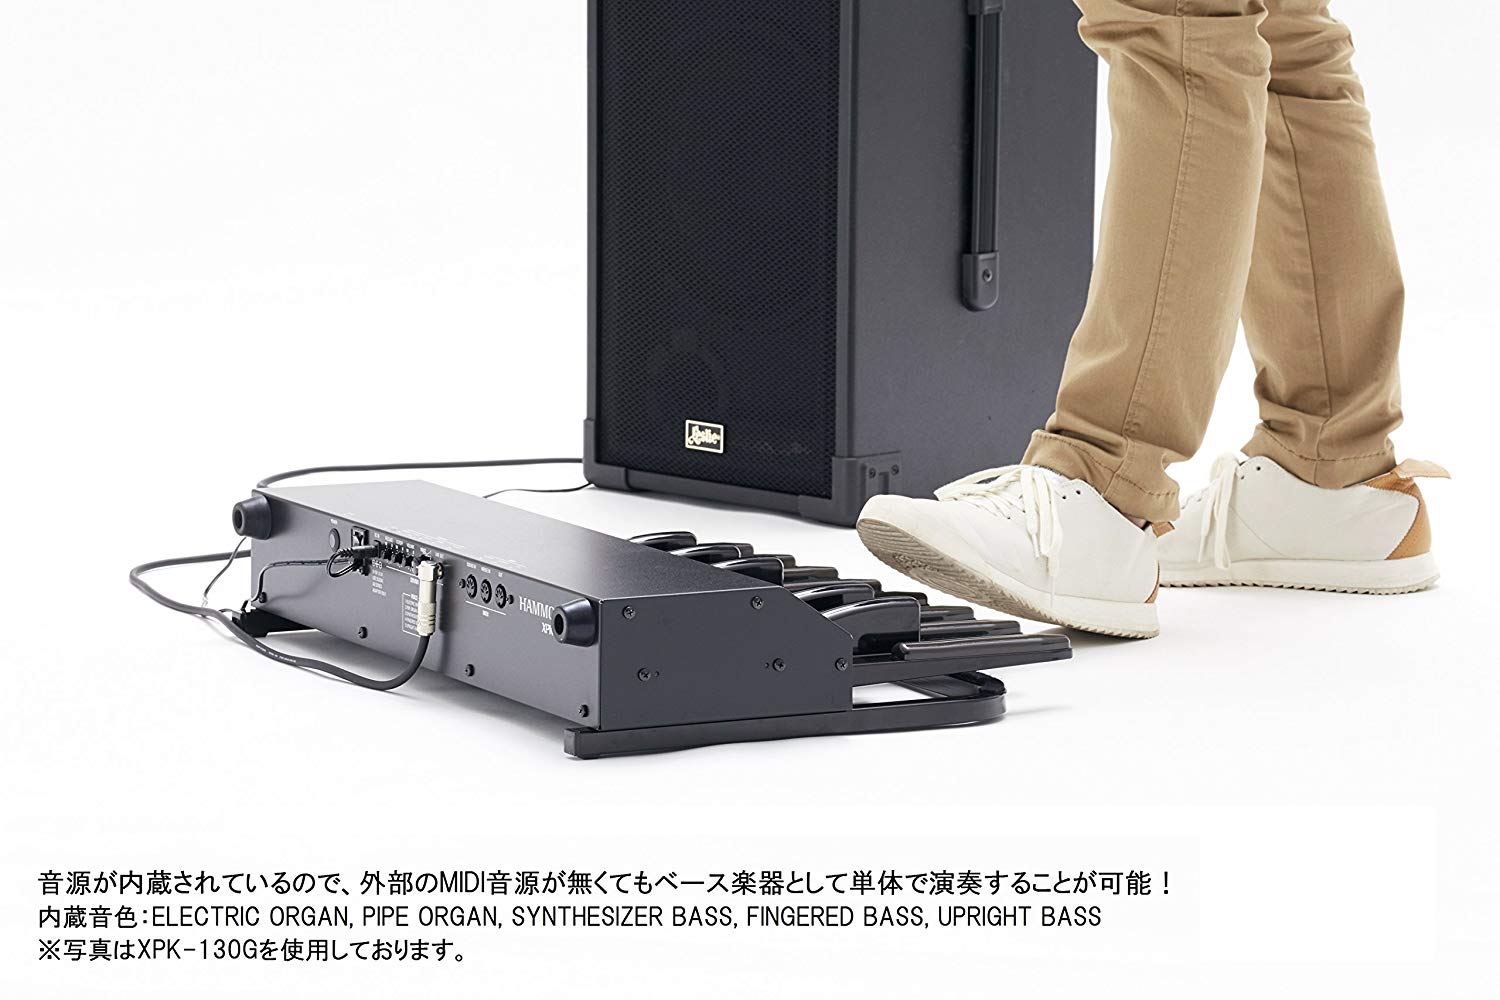 Leslie
HAMMO
XPK
MIDI
音源が内蔵されているので、外部のMIDI音源が無くてもベース楽器として単体で演奏することが可能！
内蔵音色：ELECTRIC ORGAN, PIPE ORGAN, SYNTHESIZER BASS, FINGERED BASS, UPRIGHT BASS
※写真はXPK-130Gを使用しております。